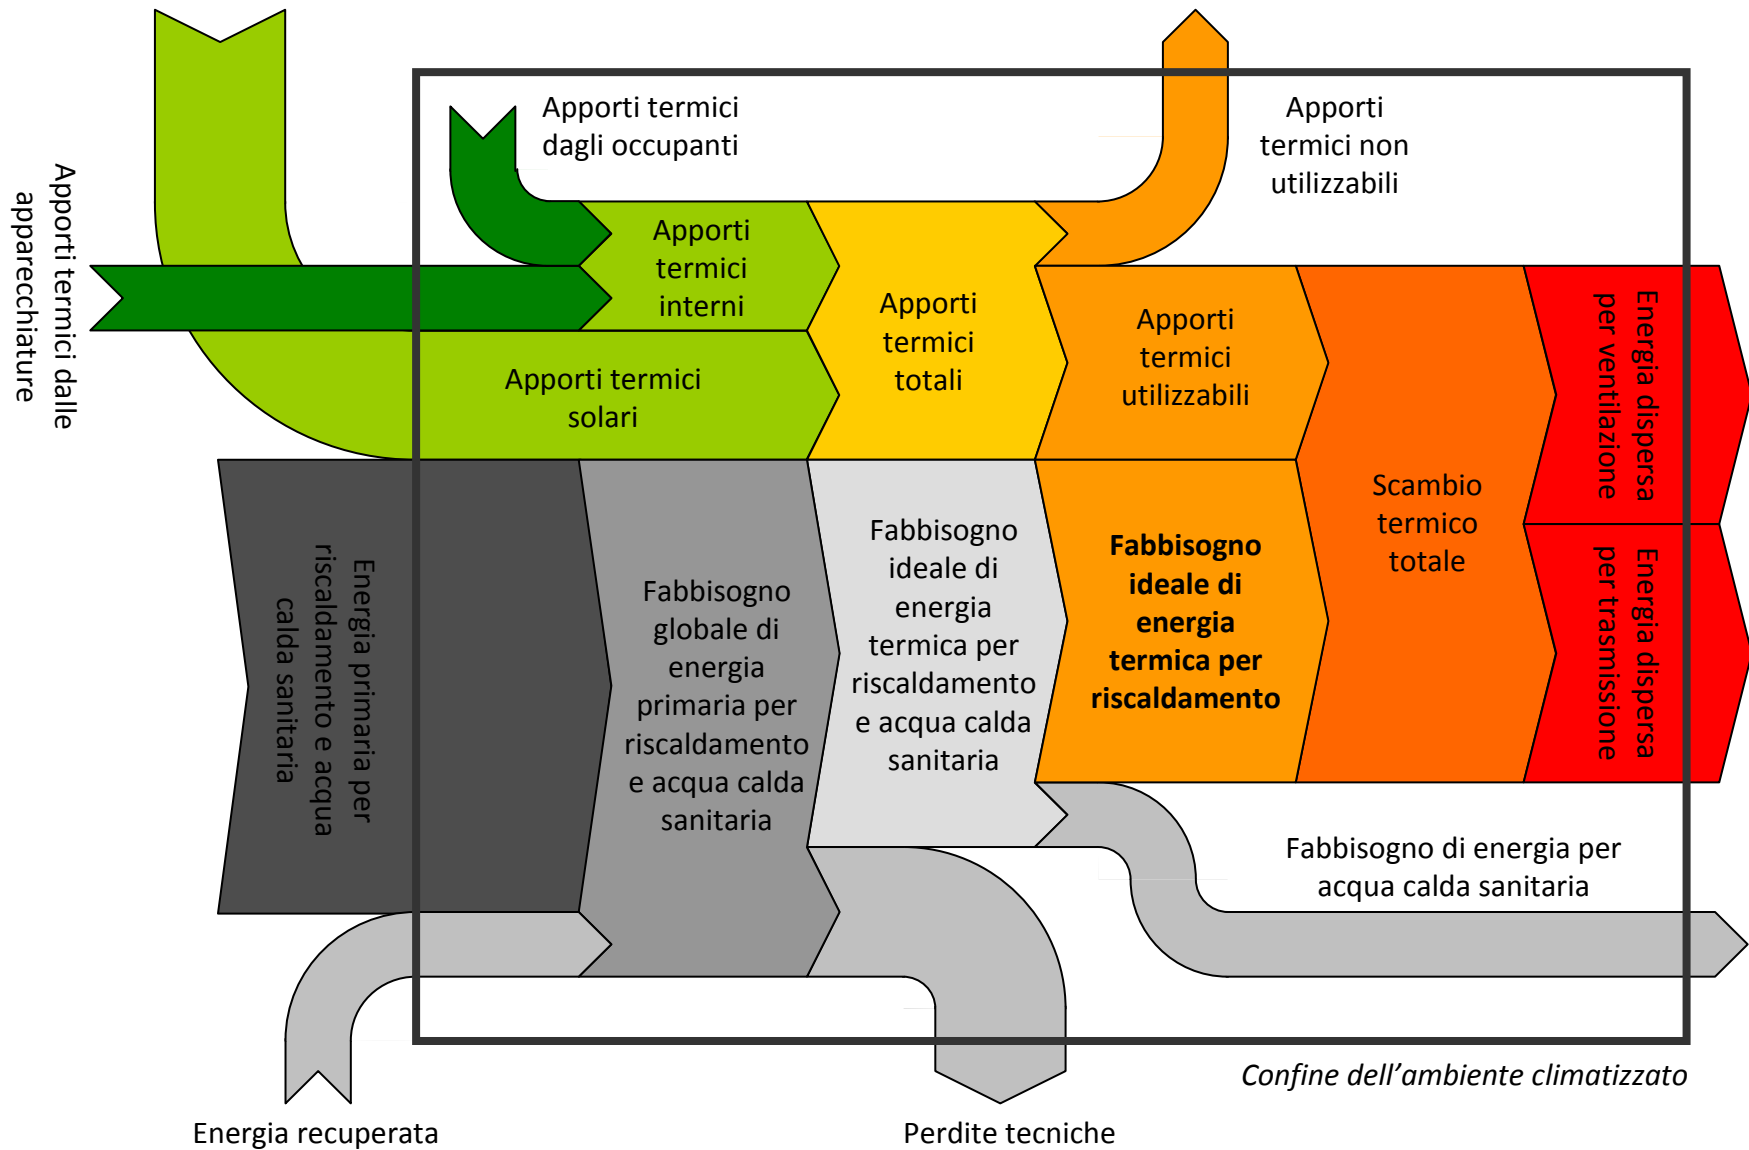 Apporti termici
dagli occupanti
Apporti
termici non
utilizzabili
Apporti termici dalle
apparecchiature
Apporti
termici
interni
Apporti
termici
totali
Apporti
termici
utilizzabili
Energia dispersa
per ventilazione
Apporti termici
solari
Scambio
termico
totale
Energia primaria per
riscaldamento e acqua
calda sanitaria
Fabbisogno
globale di
energia
primaria per
riscaldamento
e acqua calda
sanitaria
Fabbisogno
ideale di
energia
termica per
riscaldamento
e acqua calda
sanitaria
Fabbisogno
ideale di
energia
termica per
riscaldamento
Energia dispersa
per trasmissione
Fabbisogno di energia per
acqua calda sanitaria
Confine dell’ambiente climatizzato
Energia recuperata
Perdite tecniche